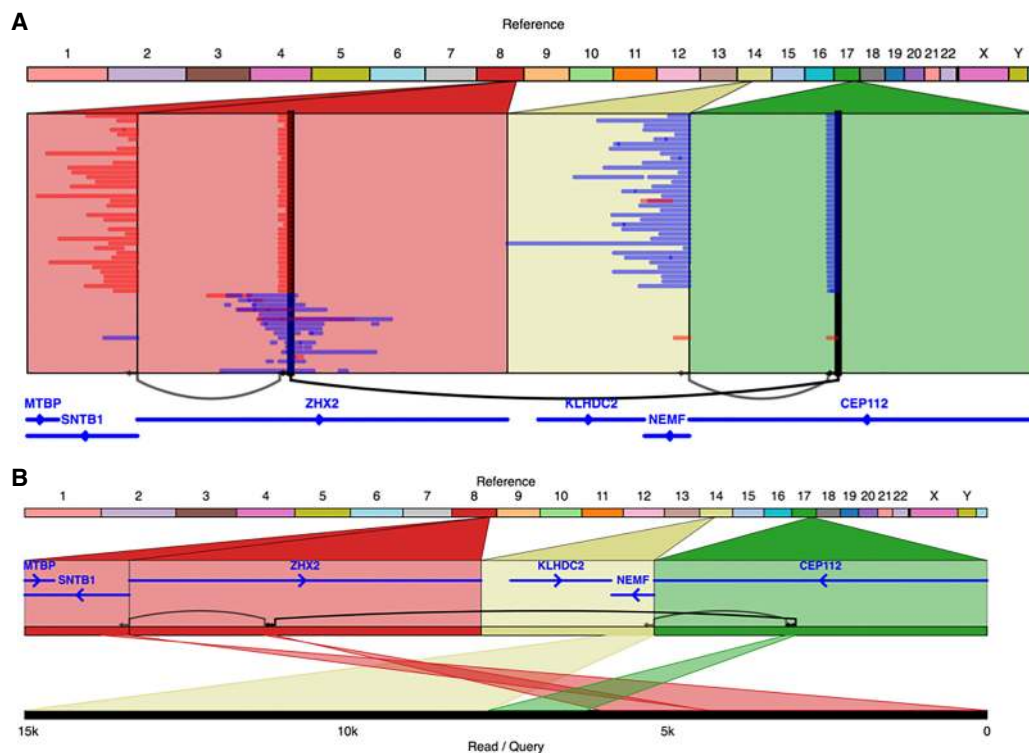 A
Reference
1 2 3 4 5 6 7 8 9 10 11 12 13 14 15 16 17 18 19 20 21 22 X Y
MTBP ZHX2 KLHDC2 CEP112
SNTB1 NEMF
B
Reference
1 2 3 4 5 6 7 8 9 10 11 12 13 14 15 16 17 18 19 20 21 22 X Y
MTBP ZHX2 KLHDC2 CEP112
SNTB1 NEMF
15k 10k 5k 0
Read / Query